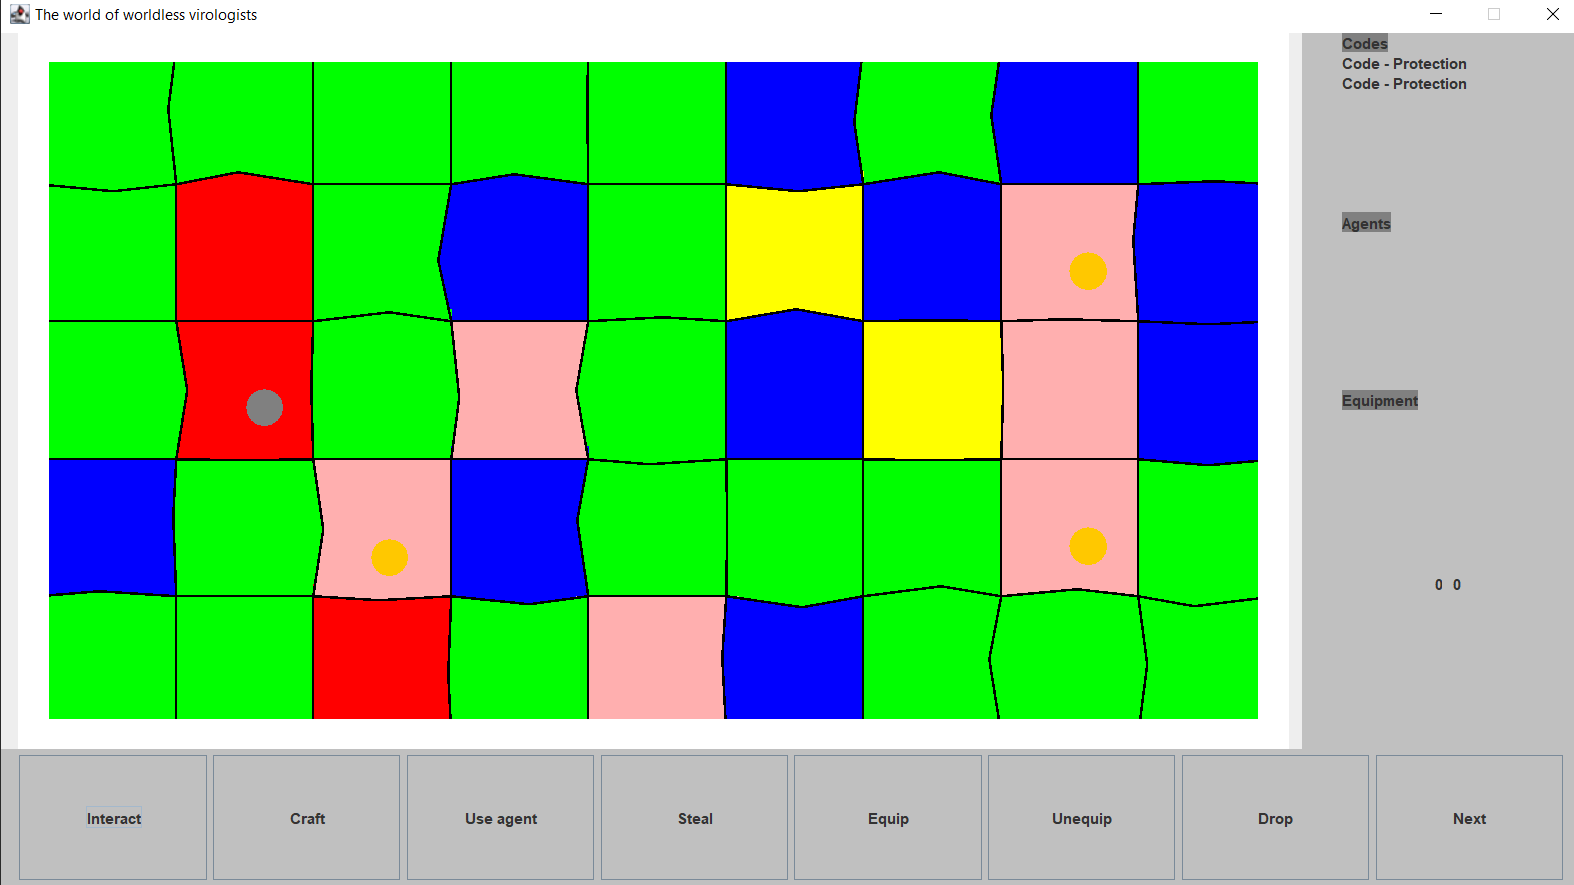 The world of worldless virologists
Codes
Code - Protection
Code - Protection
Agents
Equipment
0 0
Interact
Craft
Use agent
Steal
Equip
Unequip
Drop
Next